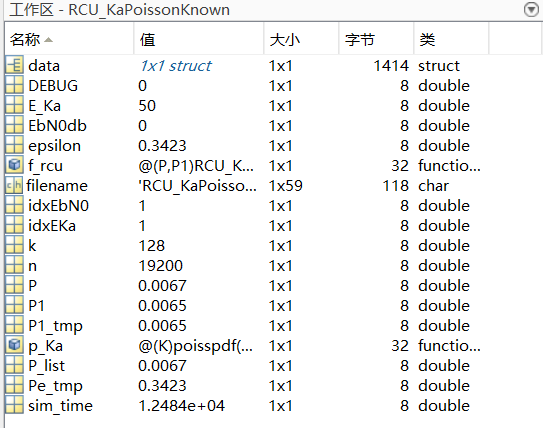 工作区 - RCU_KaPoissonKnown
名称 值 大小 字节 类
data 1x1 struct 1x1 1414 struct
DEBUG 0 1x1 8 double
E_Ka 50 1x1 8 double
EbN0db 0 1x1 8 double
epsilon 0.3423 1x1 8 double
f_rcu @(P,P1)RCU_K... 1x1 32 functio...
filename 'RCU_KaPoisso... 1x59 118 char
idxEbN0 1 1x1 8 double
idxEKa 1 1x1 8 double
k 128 1x1 8 double
n 19200 1x1 8 double
P 0.0067 1x1 8 double
P1 0.0065 1x1 8 double
P1_tmp 0.0065 1x1 8 double
p_Ka @(K)poisspdf(... 1x1 32 functio...
P_list 0.0067 1x1 8 double
Pe_tmp 0.3423 1x1 8 double
sim_time 1.2484e+04 1x1 8 double